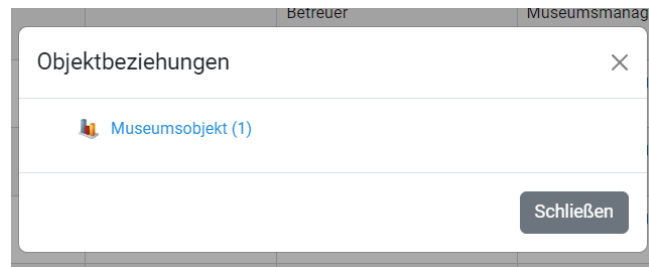 Betreuer Museumsmanag
Objektbeziehungen
Museumsobjekt (1)
Schließen